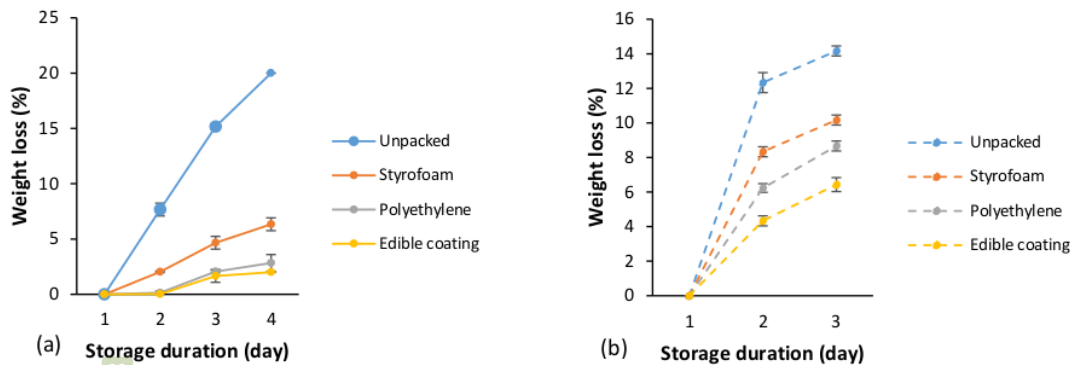 25
20
15
10
5
0
Weight loss (%)
1 2 3 4
Storage duration (day)
(a)
Unpacked
Styrofoam
Polyethylene
Edible coating
16
14
12
10
8
6
4
2
0
Weight loss (%)
1 2 3
Storage duration (day)
(b)
Unpacked
Styrofoam
Polyethylene
Edible coating